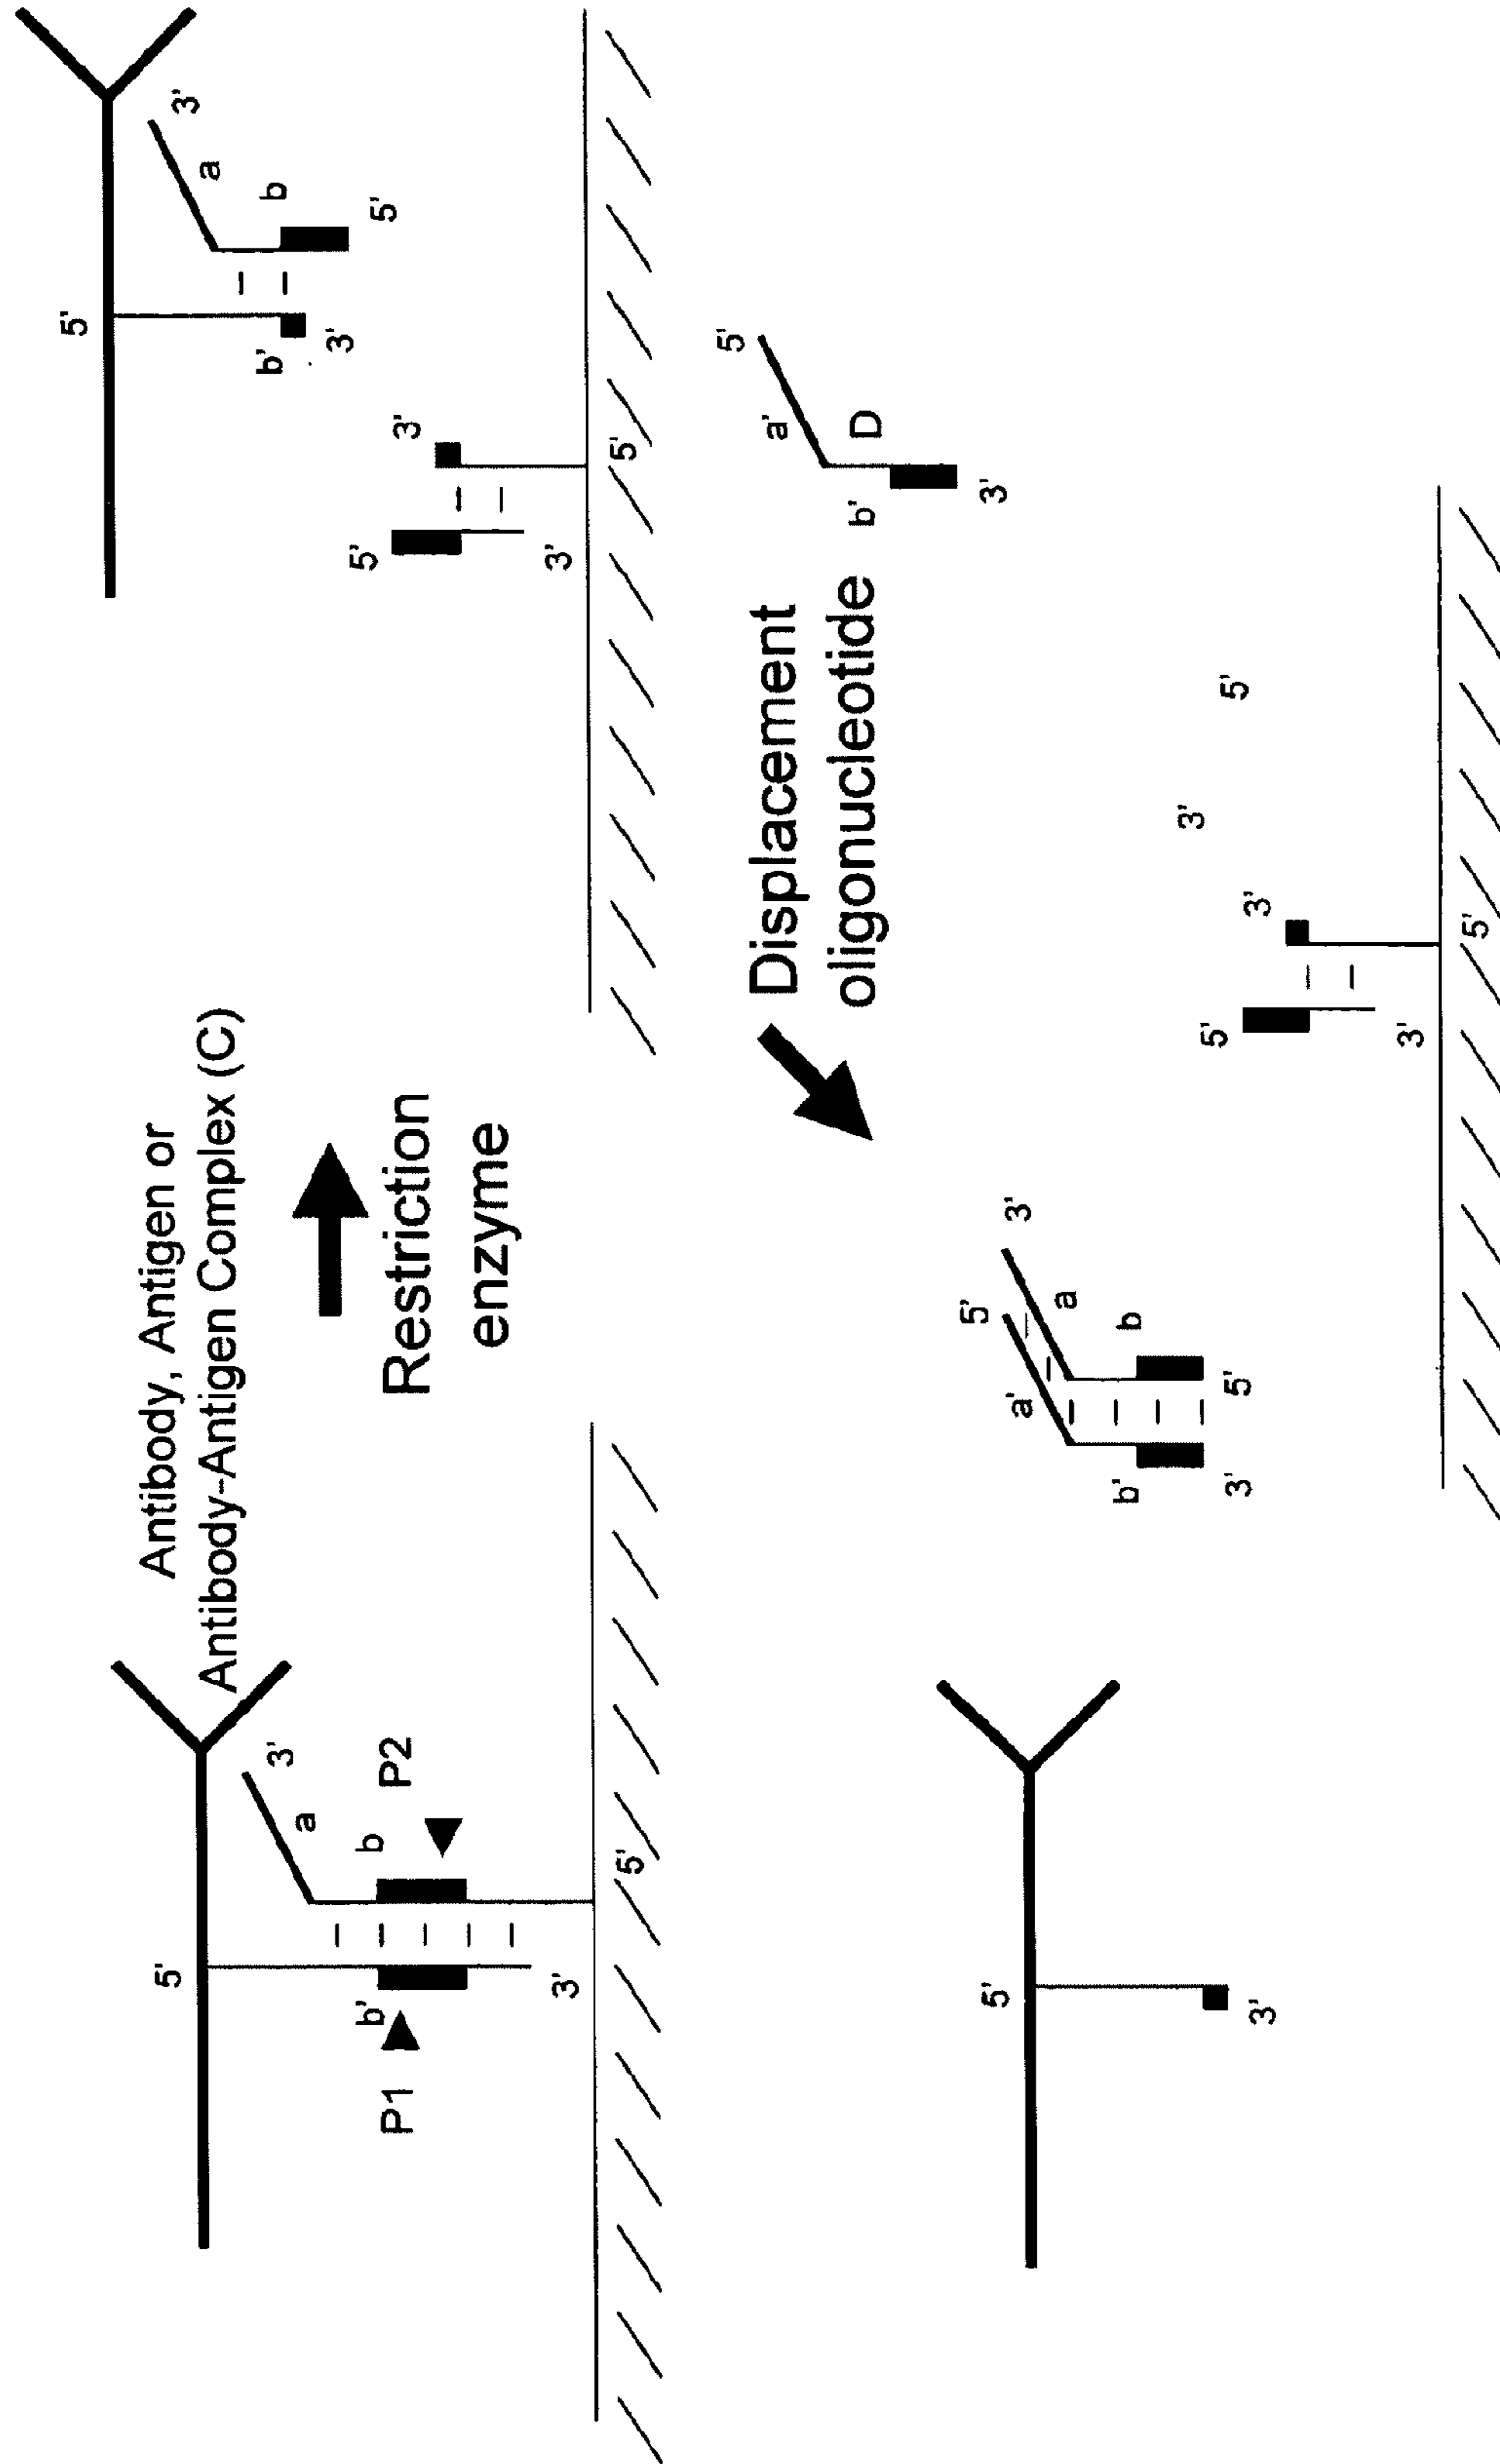 Antibody, Antigen or
Antibody-Antigen Complex (C)
5'
3'
a
b' b
P1 P2
3'
5'
Restriction
enzyme
5'
3'
a
b' b
3' 5'
5' 3'
3'
5'
Displacement
oligonucleotide
5'
a'
b' D
3'
5'
3'
5' 3'
a' a
b' b
3' 5'
3'
5'
5' 3'
3'
5'